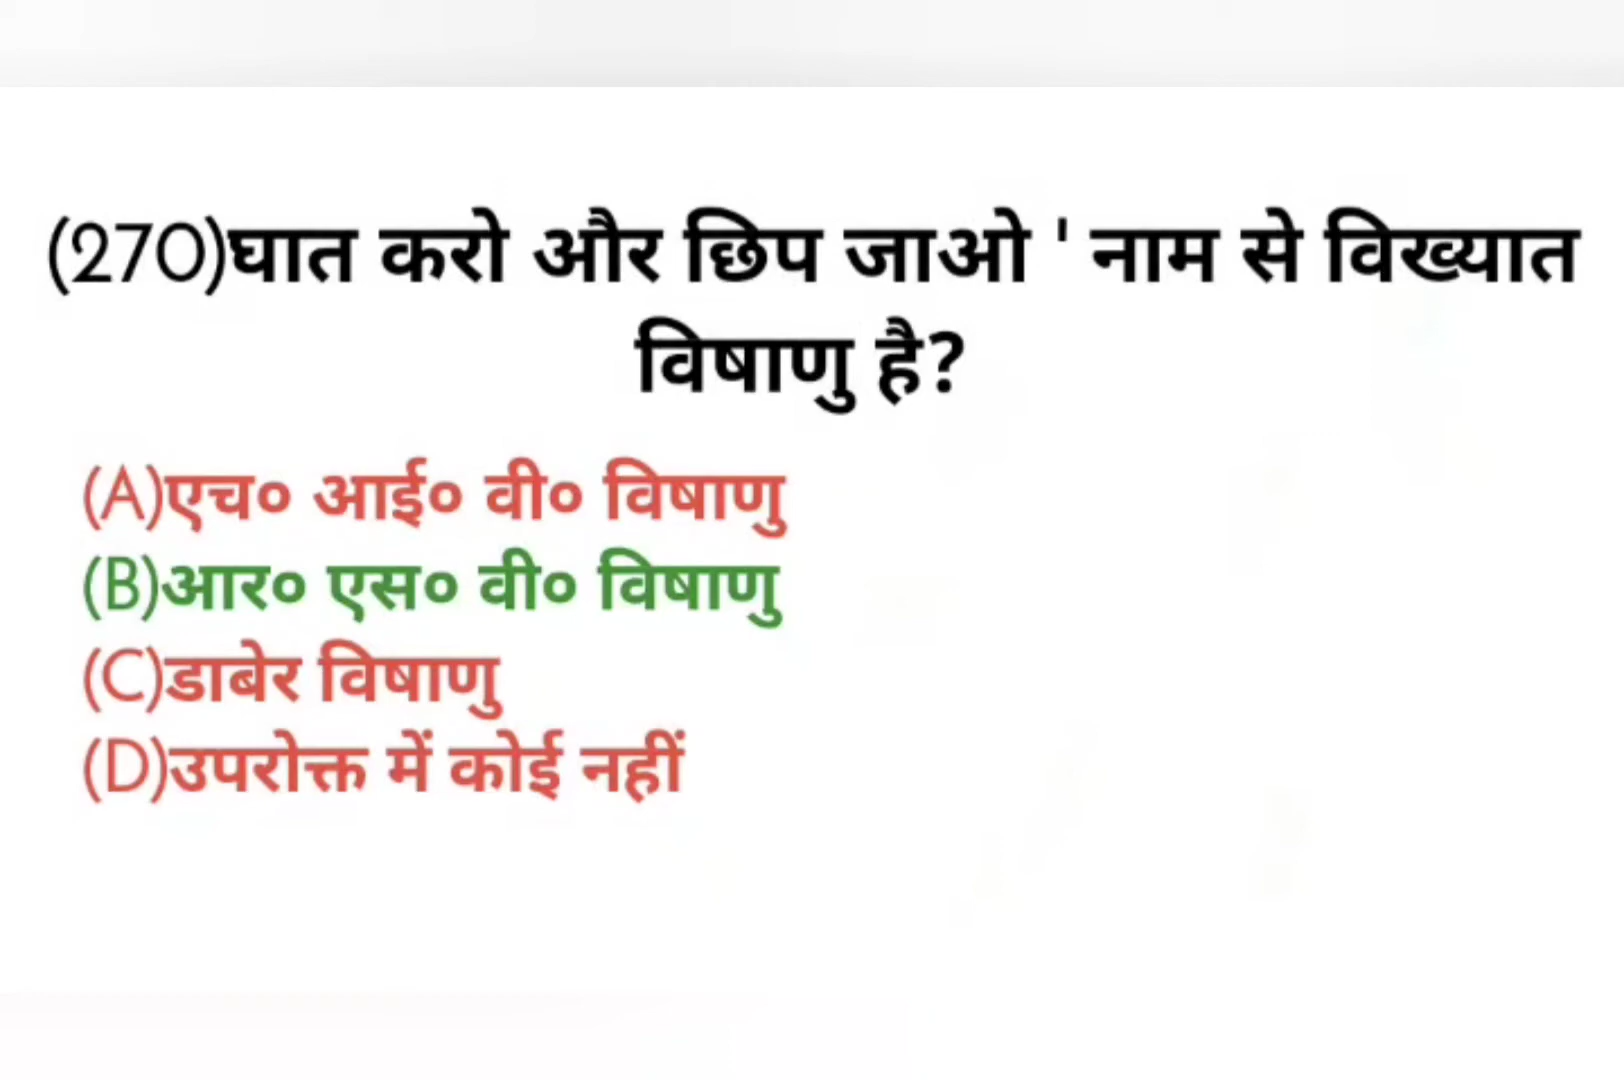 (270)घात करो और छिप जाओ ' नाम से विख्यात
विषाणु है?
(A)एच० आई० वी० विषाणु
(B)आर० एस० वी० विषाणु
(C)डाबेर विषाणु
(D)उपरोक्त में कोई नहीं